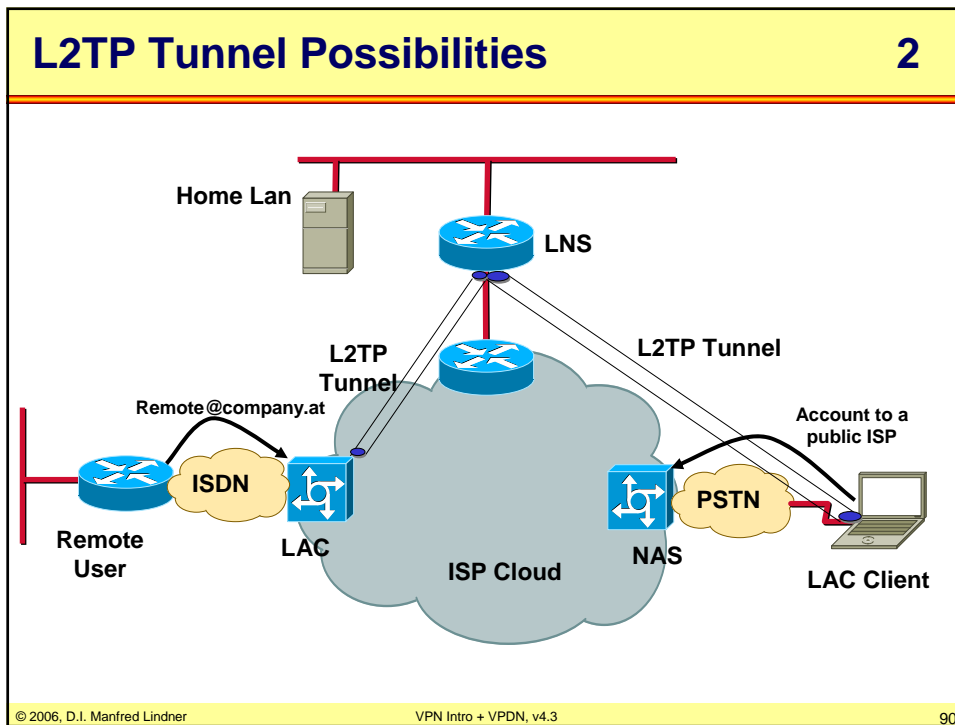 L2TP Tunnel Possibilities 2
Home Lan
LNS
L2TP
Tunnel
L2TP Tunnel
Remote@company.at
Account to a
public ISP
ISDN
PSTN
LAC
NAS
Remote
User
ISP Cloud
LAC Client
© 2006, D.I. Manfred Lindner
VPN Intro + VPDN, v4.3
90